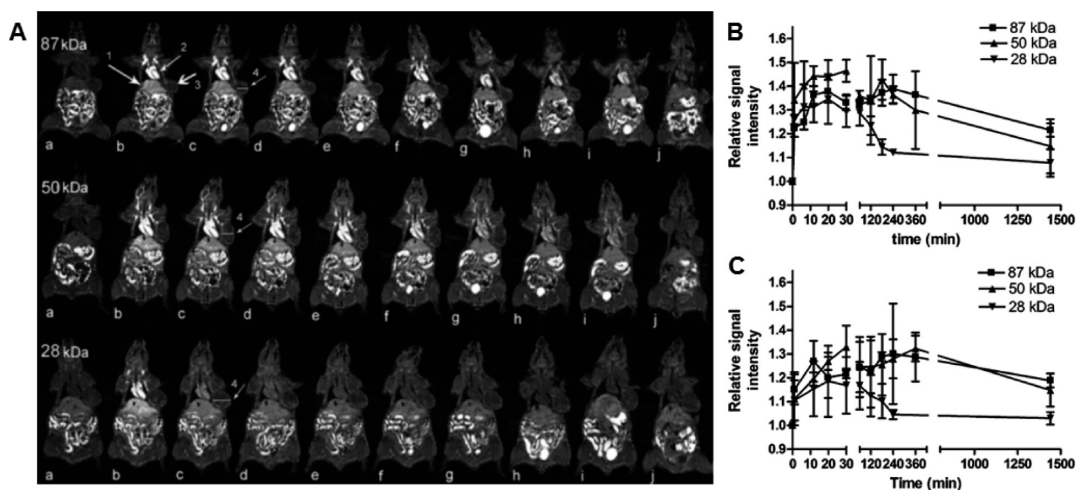 A
87 kDa
1
2
3
4
a b c d e f g h i j
50 kDa
4
a b c d e f g h i j
28 kDa
4
a b c d e f g h i j
B
87 kDa
50 kDa
28 kDa
Relative signal
intensity
1.6
1.5
1.4
1.3
1.2
1.1
1.0
0.9
0 10 20 30 120 240 360 1000 1250 1500
time (min)
C
87 kDa
50 kDa
28 kDa
Relative signal
intensity
1.6
1.5
1.4
1.3
1.2
1.1
1.0
0.9
0 10 20 30 120 240 360 1000 1250 1500
Time (min)